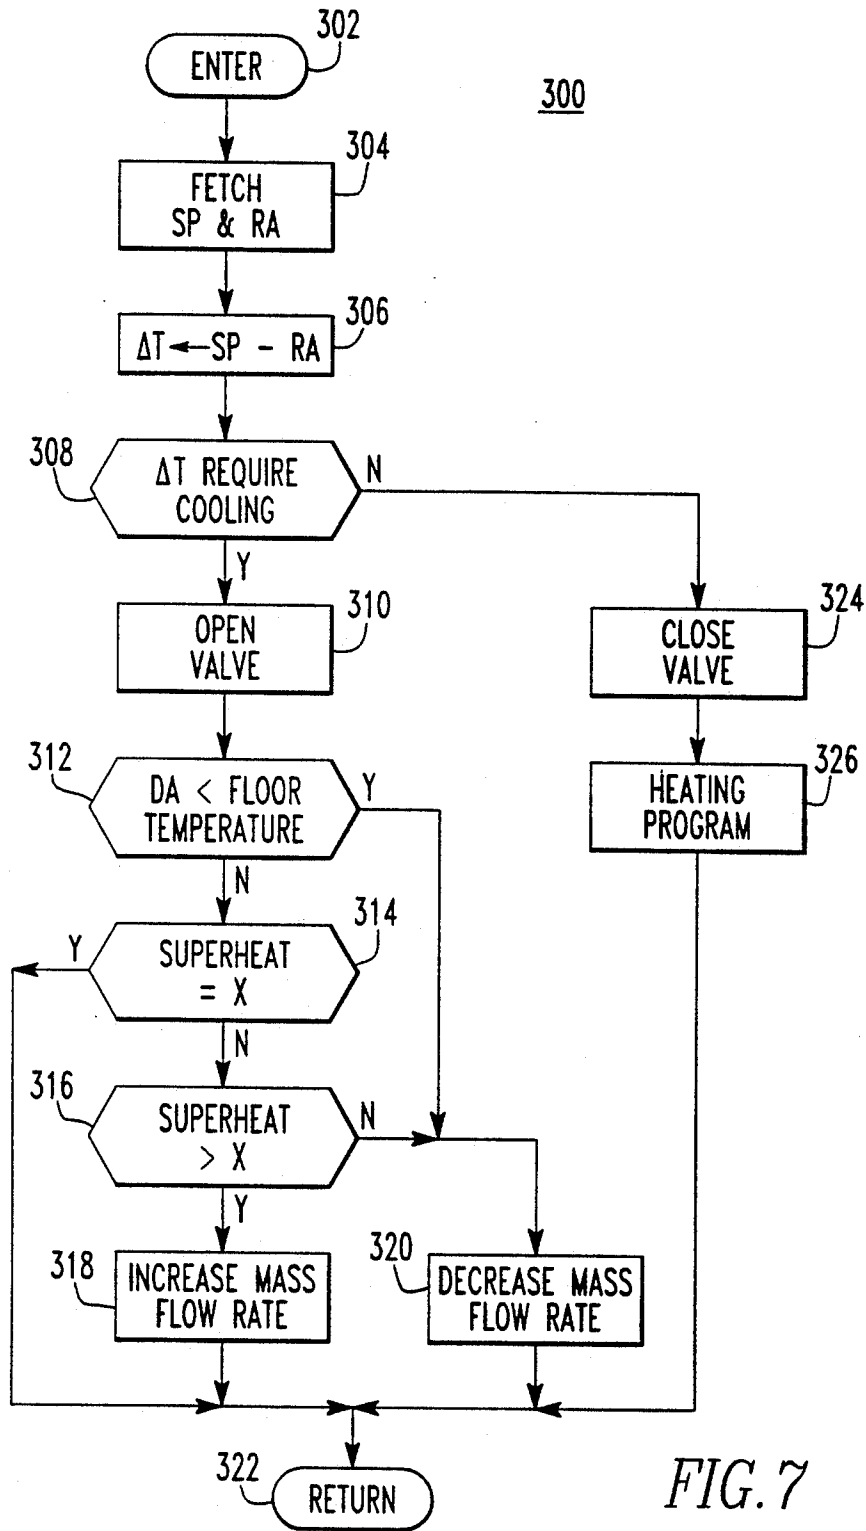 302
ENTER
300
304
FETCH
SP & RA
306
ΔT←SP - RA
308
ΔT REQUIRE
COOLING
N
Y
310
OPEN
VALVE
324
CLOSE
VALVE
312
DA < FLOOR
TEMPERATURE
Y
N
326
HEATING
PROGRAM
314
Y
SUPERHEAT
= X
N
316
SUPERHEAT
> X
N
Y
318
INCREASE MASS
FLOW RATE
320
DECREASE MASS
FLOW RATE
322
RETURN
FIG. 7